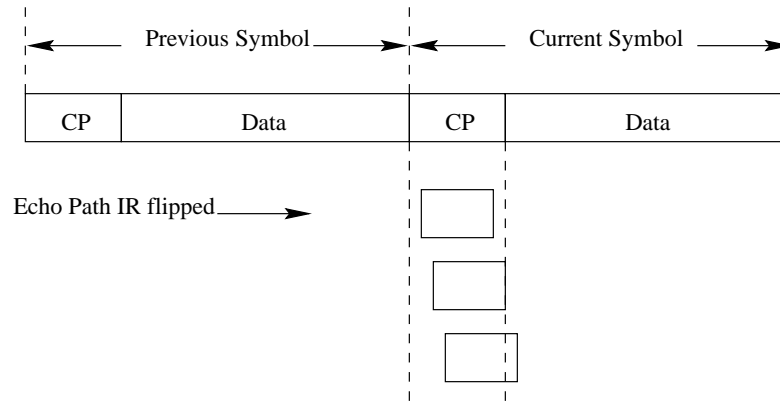 Previous Symbol
Current Symbol
CP
Data
CP
Data
Echo Path IR flipped